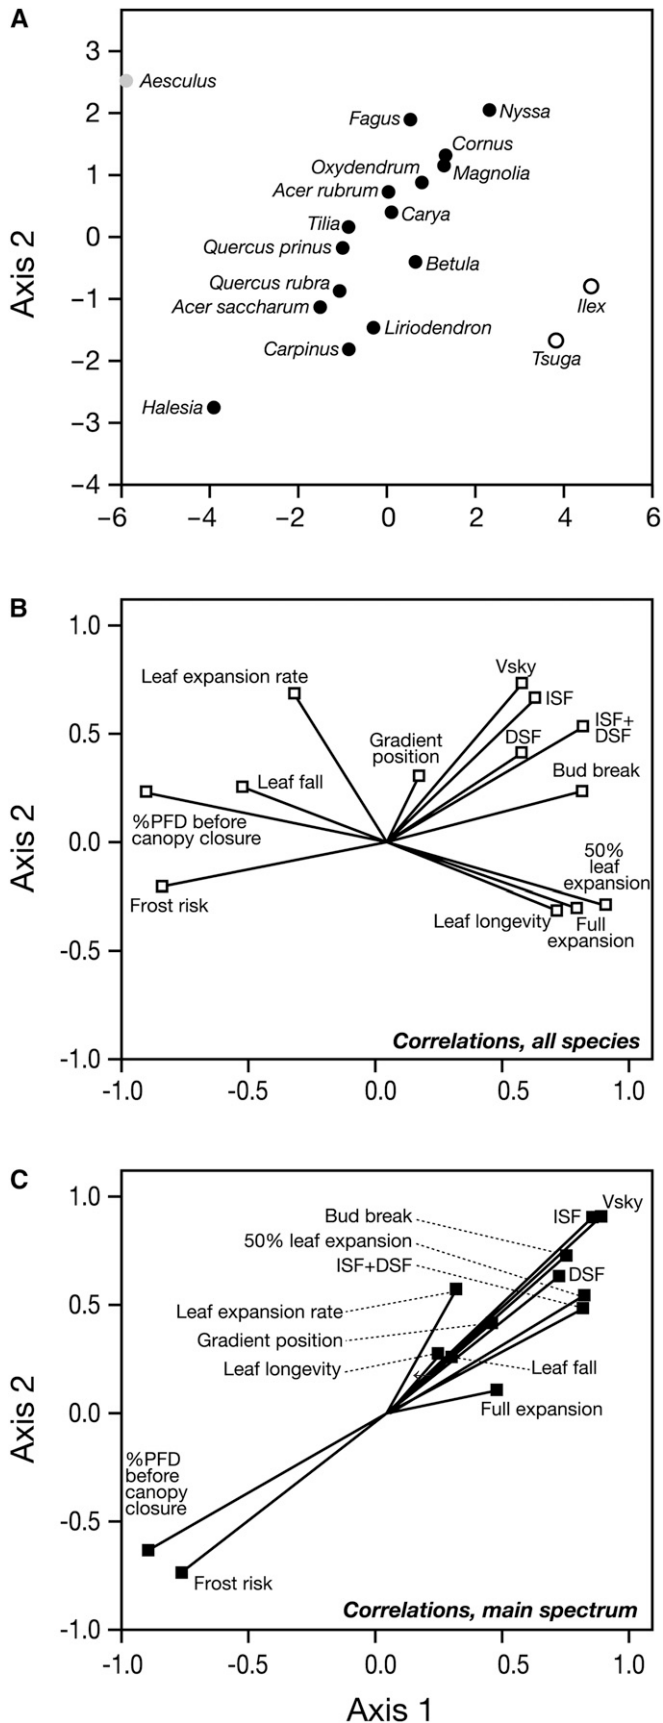 A
3
2
1
0
−1
−2
−3
−4
Axis 2
Aesculus
Fagus
Nyssa
Cornus
Oxydendrum
Magnolia
Acer rubrum
Carya
Tilia
Quercus prinus
Betula
Quercus rubra
Ilex
Acer saccharum
Liriodendron
Carpinus
Tsuga
Halesia
−6
−4
−2
0
2
4
6
B
1.0
0.5
0.0
-0.5
-1.0
Axis 2
Leaf expansion rate
Vsky
ISF
ISF+
DSF
DSF
Gradient
position
Bud break
Leaf fall
%PFD before
canopy closure
50%
leaf
expansion
Frost risk
Leaf longevity
Full
expansion
Correlations, all species
-1.0
-0.5
0.0
0.5
1.0
C
1.0
0.5
0.0
-0.5
-1.0
Axis 2
Vsky
Bud break
ISF
50% leaf expansion
ISF+DSF
DSF
Leaf expansion rate
Gradient position
Leaf longevity
Leaf fall
Full expansion
%PFD
before
canopy
closure
Frost risk
Correlations, main spectrum
-1.0
-0.5
0.0
0.5
1.0
Axis 1